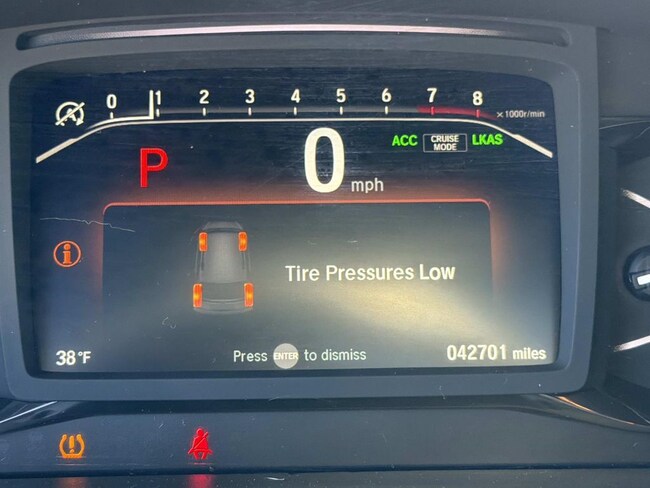 0 1 2 3 4 5 6 7 8 x1000r/min
P
0 mph
ACC CRUISE MODE LKAS
Tire Pressures Low
38°F
Press ENTER to dismiss
042701 miles